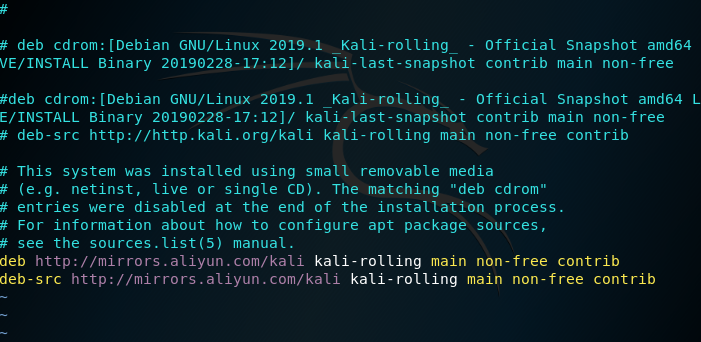 #
# deb cdrom:[Debian GNU/Linux 2019.1 _Kali-rolling_ - Official Snapshot amd64
VE/INSTALL Binary 20190228-17:12]/ kali-last-snapshot contrib main non-free
#deb cdrom:[Debian GNU/Linux 2019.1 _Kali-rolling_ - Official Snapshot amd64 L
E/INSTALL Binary 20190228-17:12]/ kali-last-snapshot contrib main non-free
# deb-src http://http.kali.org/kali kali-rolling main non-free contrib
# This system was installed using small removable media
# (e.g. netinst, live or single CD). The matching "deb cdrom"
# entries were disabled at the end of the installation process.
# For information about how to configure apt package sources,
# see the sources.list(5) manual.
deb http://mirrors.aliyun.com/kali kali-rolling main non-free contrib
deb-src http://mirrors.aliyun.com/kali kali-rolling main non-free contrib
~
~
~